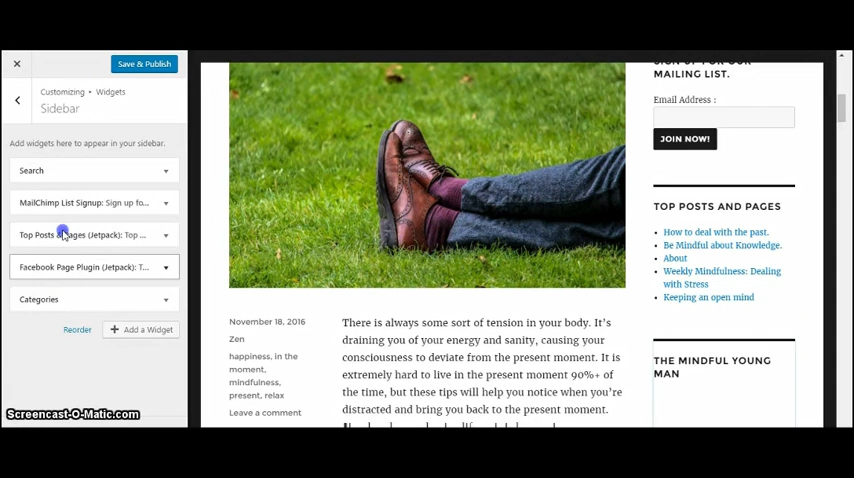 Save & Publish
Customizing • Widgets
Sidebar
Add widgets here to appear in your sidebar.
Search
MailChimp List Signup: Sign up fo...
Top Posts & Pages (Jetpack): Top ...
Facebook Page Plugin (Jetpack): T...
Categories
Reorder
Add a Widget
Screencast-O-Matic.com
November 18, 2016
Zen
happiness, in the
moment,
mindfulness,
present, relax
Leave a comment
There is always some sort of tension in your body. It's
draining you of your energy and sanity, causing your
consciousness to deviate from the present moment. It is
extremely hard to live in the present moment 90%+ of
the time, but these tips will help you notice when you're
distracted and bring you back to the present moment.
SIGN UP FOR OUR
MAILING LIST.
Email Address :
JOIN NOW!
TOP POSTS AND PAGES
How to deal with the past.
Be Mindful about Knowledge.
About
Weekly Mindfulness: Dealing
with Stress
Keeping an open mind
THE MINDFUL YOUNG
MAN